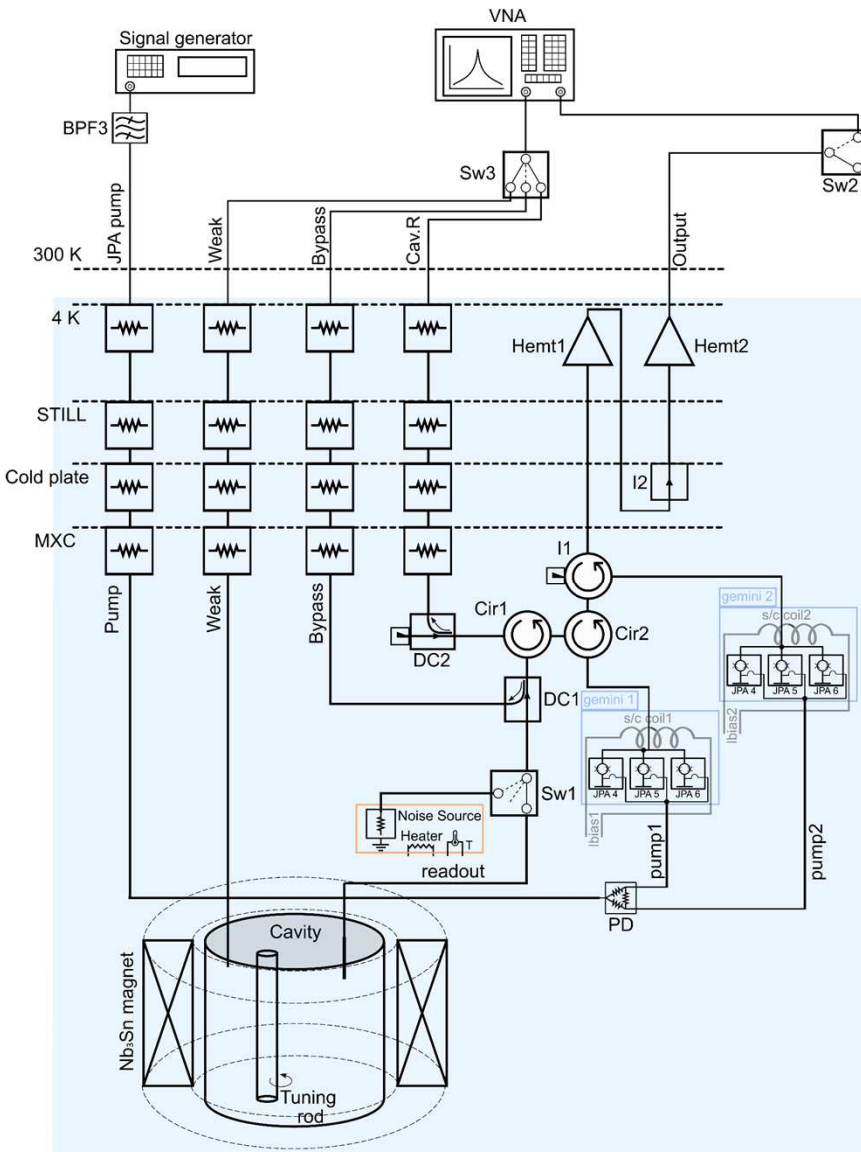 VNA
Signal generator
BPF3
Sw3
Sw2
JPA pump
Weak
Bypass
Cav.R
Output
300 K
4 K
Hemt1
Hemt2
STILL
Cold plate
I2
MXC
I1
Pump
Weak
Bypass
Cir1
Cir2
DC2
gemini 2
s/c coil2
JPA 4
JPA 5
JPA 6
Ibias2
DC1
gemini 1
s/c coil1
JPA 4
JPA 5
JPA 6
Ibias1
Sw1
Noise Source
Heater
T
readout
pump1
pump2
PD
Cavity
Nb₃Sn magnet
Tuning
rod